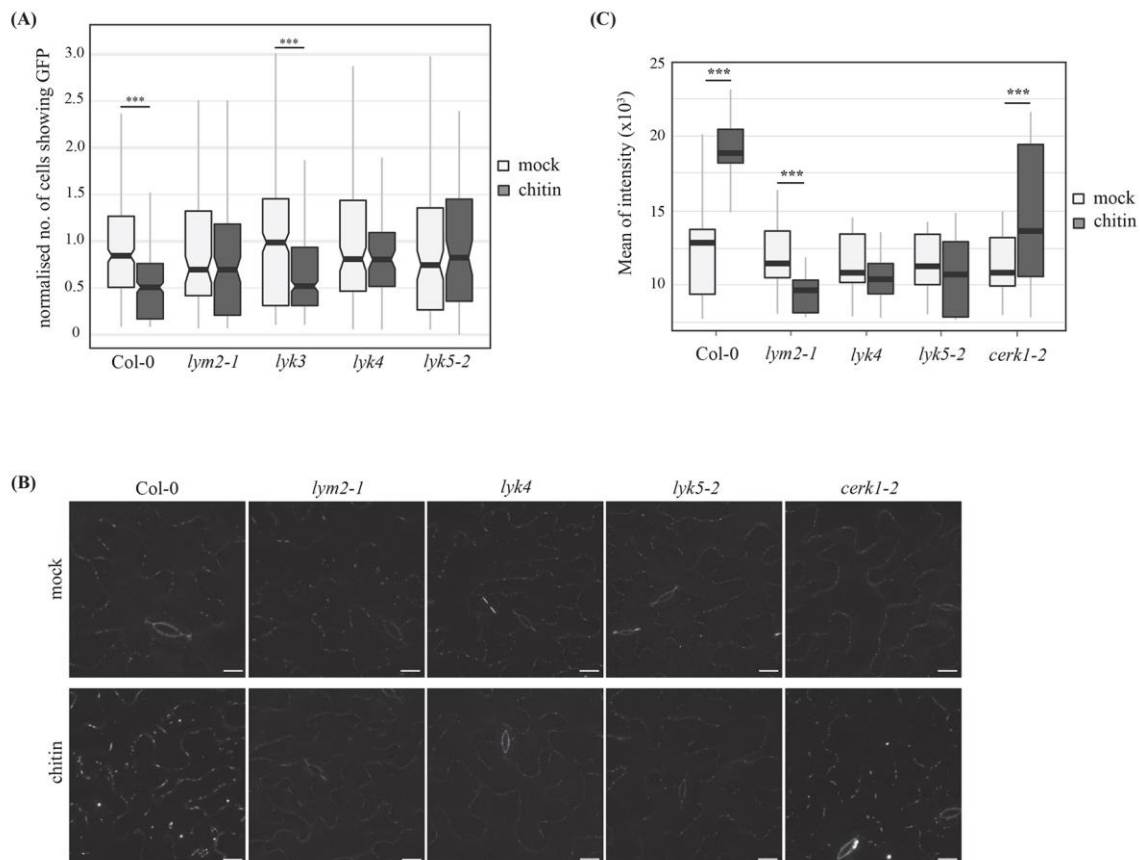 (A)
normalised no. of cells showing GFP
3.0
2.5
2.0
1.5
1.0
0.5
0
***
***
Col-0 lym2-1 lyk3 lyk4 lyk5-2
mock
chitin
(C)
Mean of intensity (x10³)
25
20
15
10
***
***
***
Col-0 lym2-1 lyk4 lyk5-2 cerk1-2
mock
chitin
(B)
Col-0 lym2-1 lyk4 lyk5-2 cerk1-2
mock
chitin